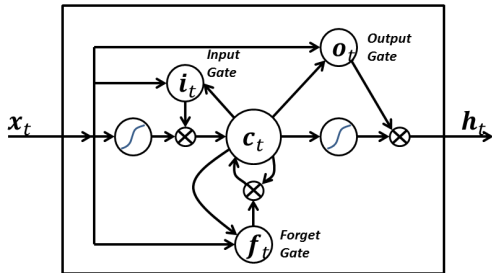 Input
Gate
Output
Gate
o_t
i_t
x_t
c_t
h_t
f_t
Forget
Gate